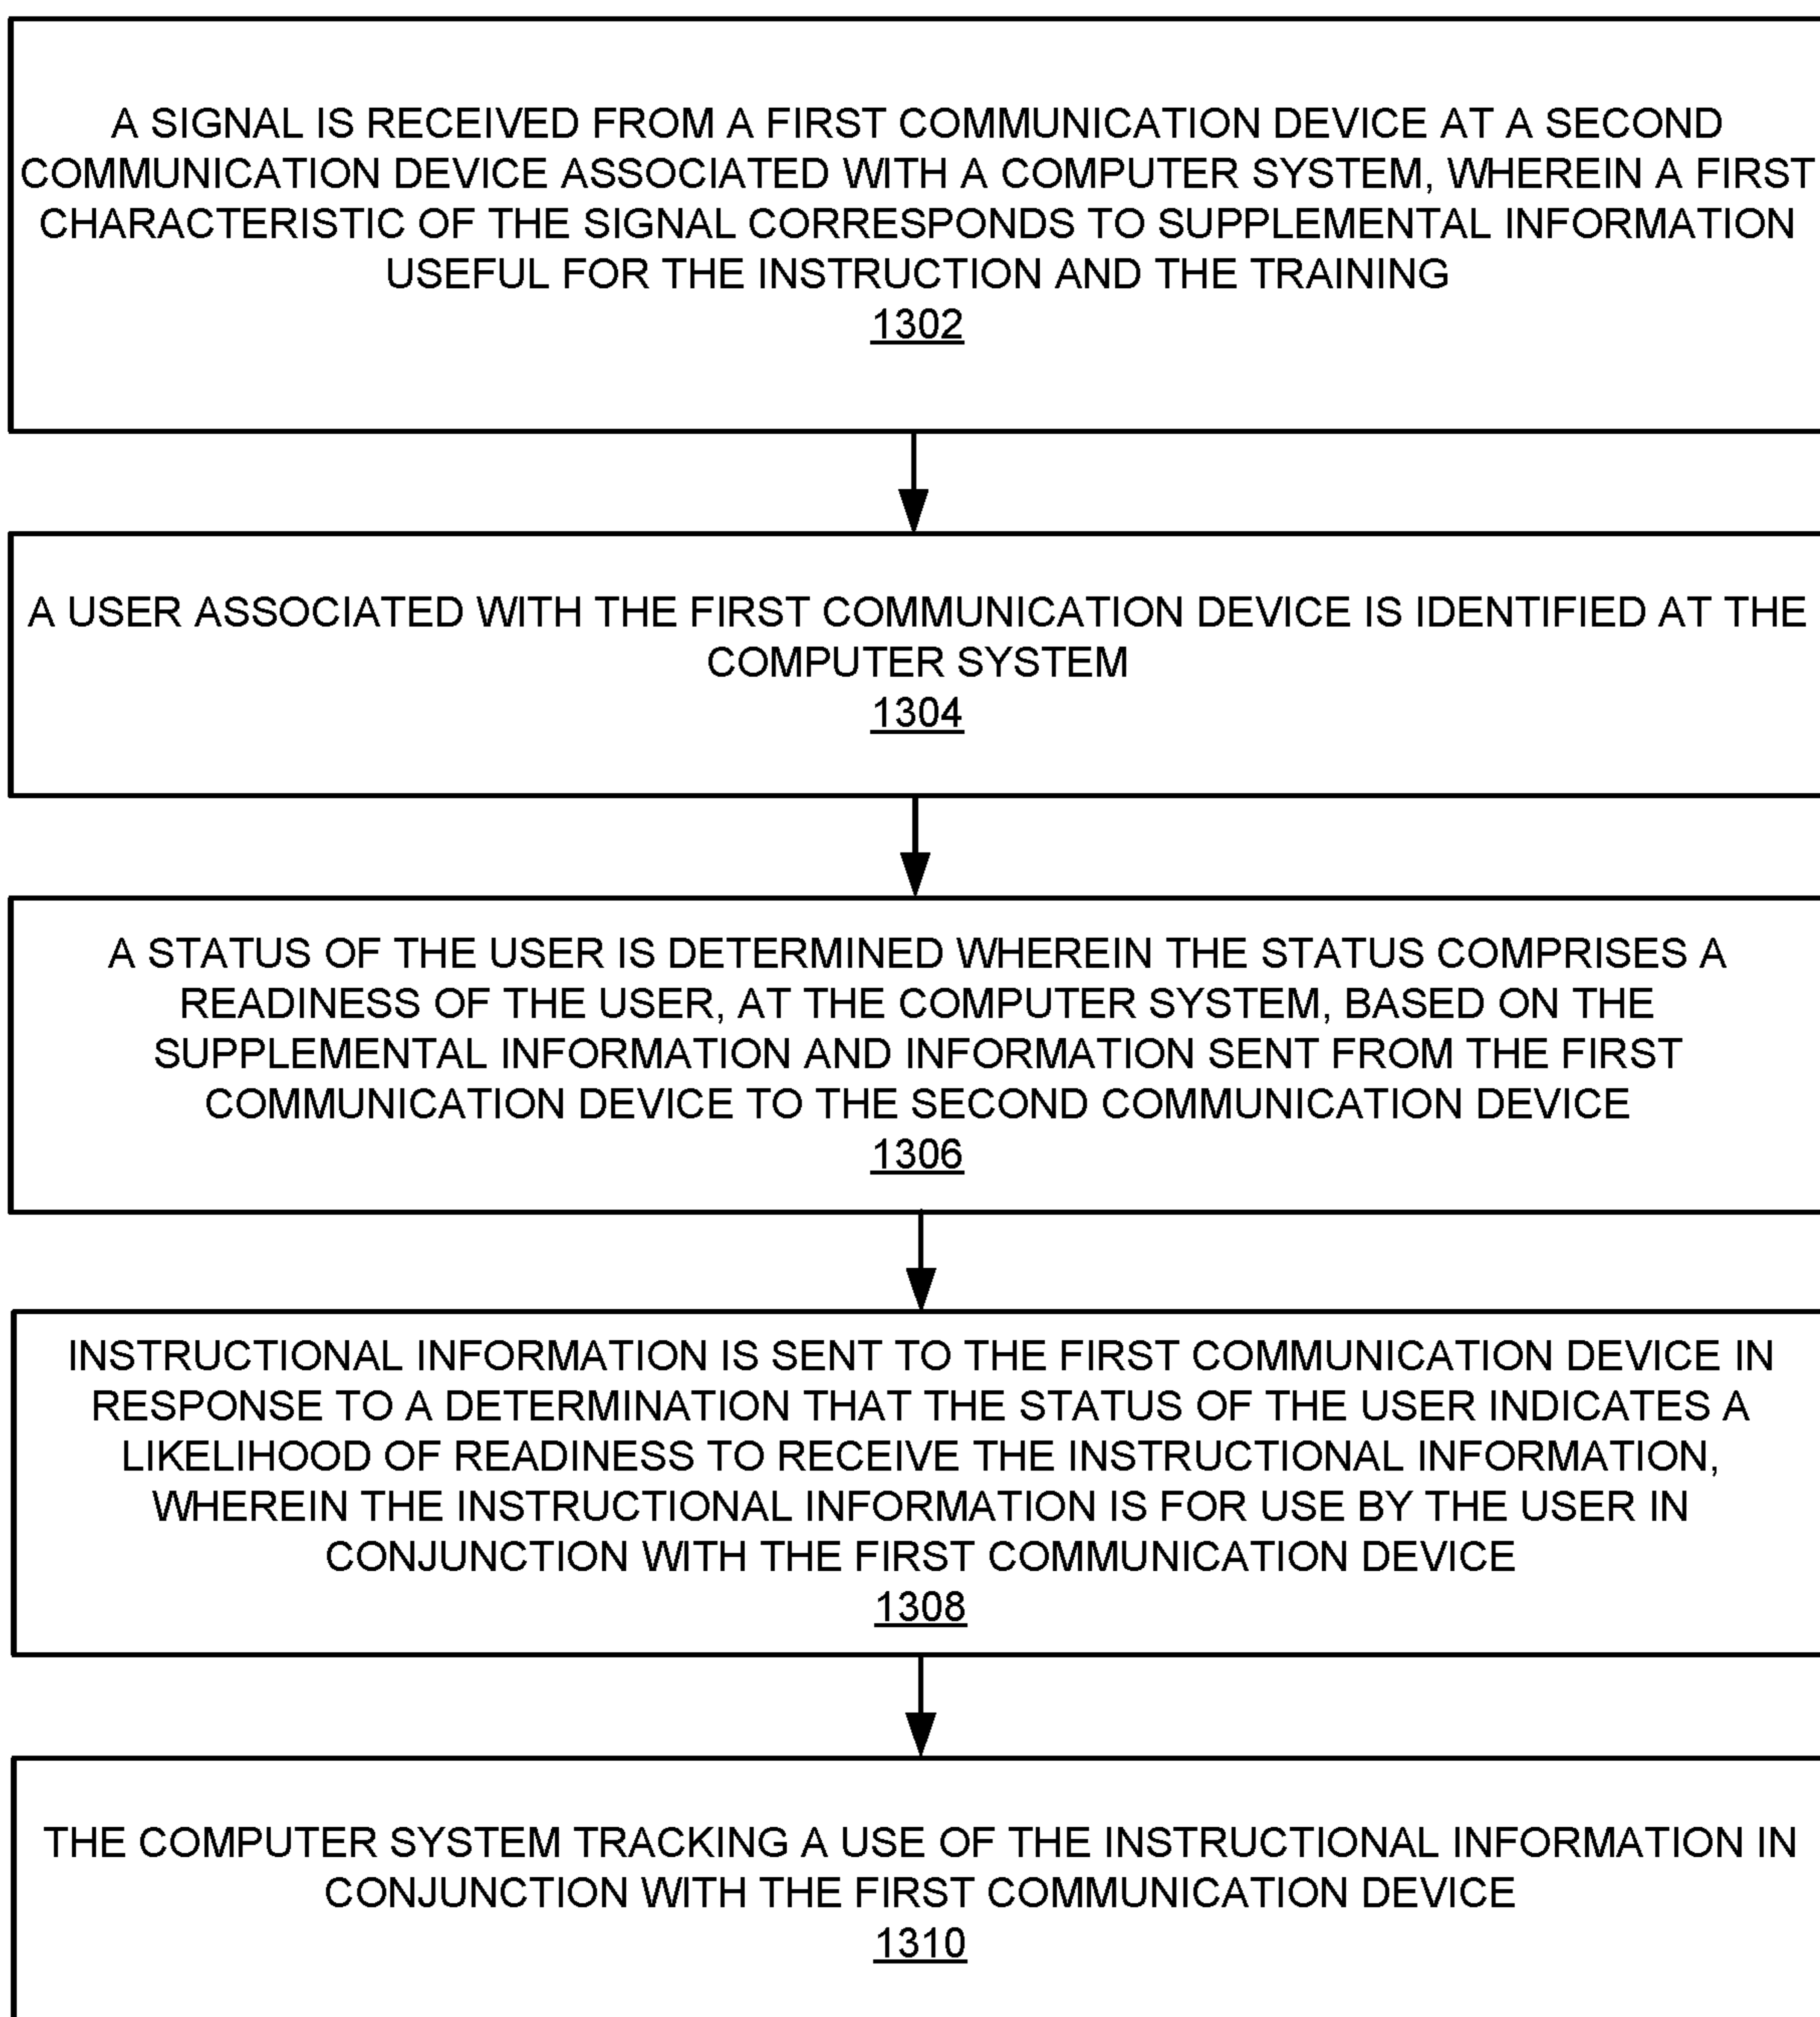 A SIGNAL IS RECEIVED FROM A FIRST COMMUNICATION DEVICE AT A SECOND
COMMUNICATION DEVICE ASSOCIATED WITH A COMPUTER SYSTEM, WHEREIN A FIRST
CHARACTERISTIC OF THE SIGNAL CORRESPONDS TO SUPPLEMENTAL INFORMATION
USEFUL FOR THE INSTRUCTION AND THE TRAINING
1302
A USER ASSOCIATED WITH THE FIRST COMMUNICATION DEVICE IS IDENTIFIED AT THE
COMPUTER SYSTEM
1304
A STATUS OF THE USER IS DETERMINED WHEREIN THE STATUS COMPRISES A
READINESS OF THE USER, AT THE COMPUTER SYSTEM, BASED ON THE
SUPPLEMENTAL INFORMATION AND INFORMATION SENT FROM THE FIRST
COMMUNICATION DEVICE TO THE SECOND COMMUNICATION DEVICE
1306
INSTRUCTIONAL INFORMATION IS SENT TO THE FIRST COMMUNICATION DEVICE IN
RESPONSE TO A DETERMINATION THAT THE STATUS OF THE USER INDICATES A
LIKELIHOOD OF READINESS TO RECEIVE THE INSTRUCTIONAL INFORMATION,
WHEREIN THE INSTRUCTIONAL INFORMATION IS FOR USE BY THE USER IN
CONJUNCTION WITH THE FIRST COMMUNICATION DEVICE
1308
THE COMPUTER SYSTEM TRACKING A USE OF THE INSTRUCTIONAL INFORMATION IN
CONJUNCTION WITH THE FIRST COMMUNICATION DEVICE
1310